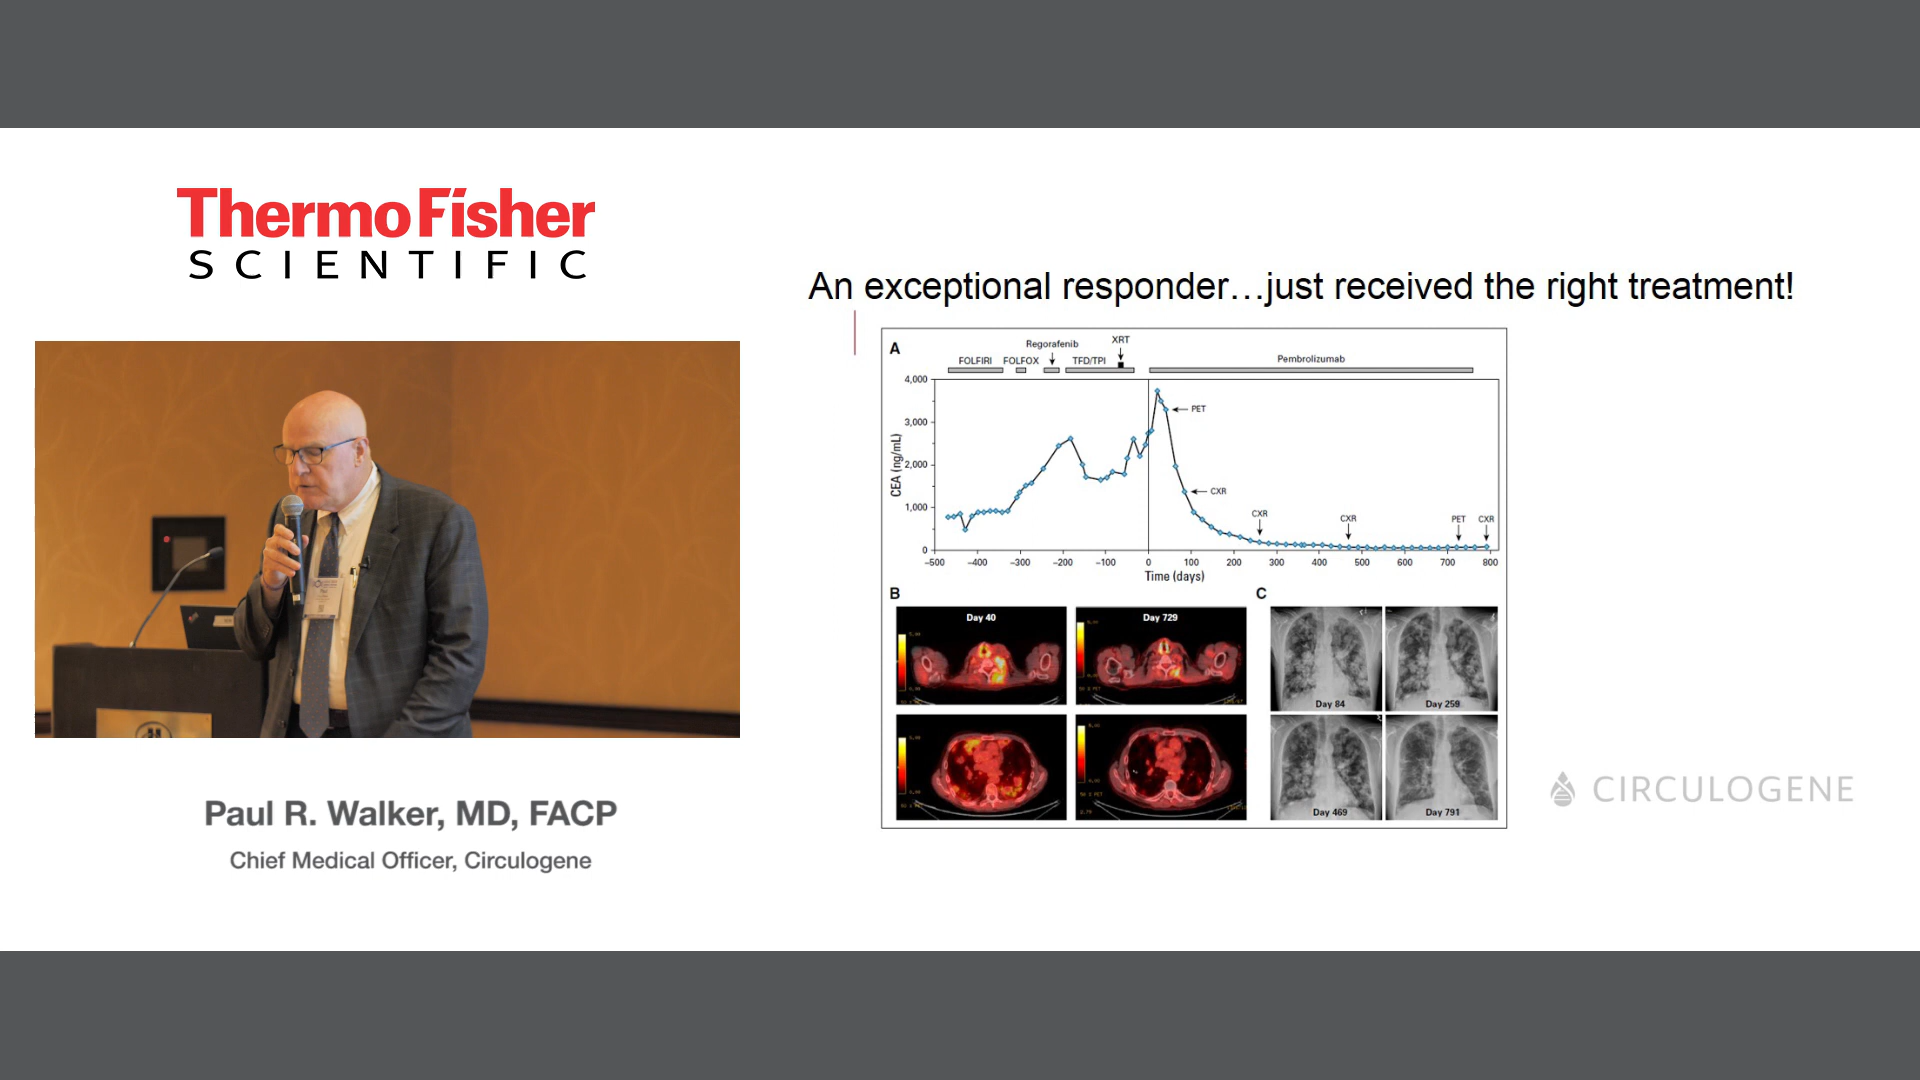 ThermoFisher
SCIENTIFIC
Paul R. Walker, MD, FACP
Chief Medical Officer, Circulogene
An exceptional responder…just received the right treatment!
A
Regorafenib
XRT
FOLFIRI FOLFOX TFD/TPI Pembrolizumab
CEA (ng/mL)
4,000
3,000
2,000
1,000
0
PET
CXR
CXR
CXR
PET CXR
–500 –400 –300 –200 –100 0 100 200 300 400 500 600 700 800
Time (days)
B
Day 40
Day 729
C
Day 84
Day 259
Day 469
Day 791
CIRCULOGENE